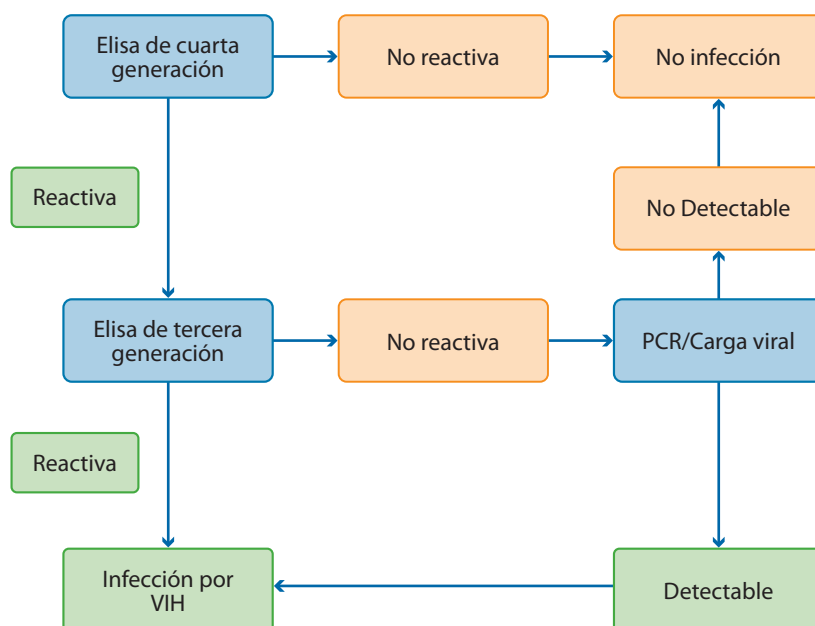 Elisa de cuarta
generación
No reactiva
No infección
Reactiva
No Detectable
Elisa de tercera
generación
No reactiva
PCR/Carga viral
Reactiva
Infección por
VIH
Detectable